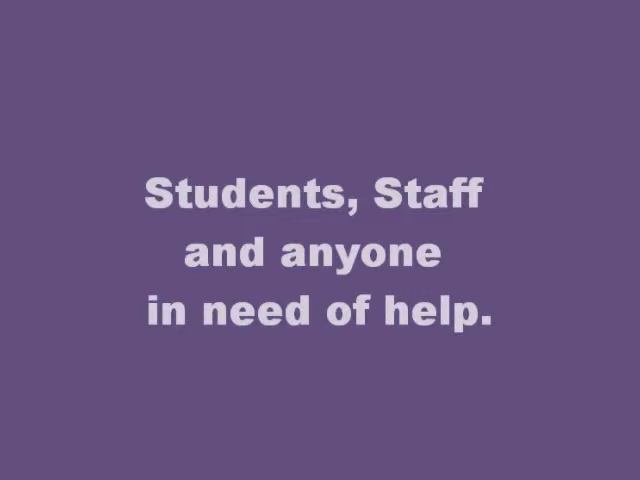 Students, Staff
and anyone
in need of help.